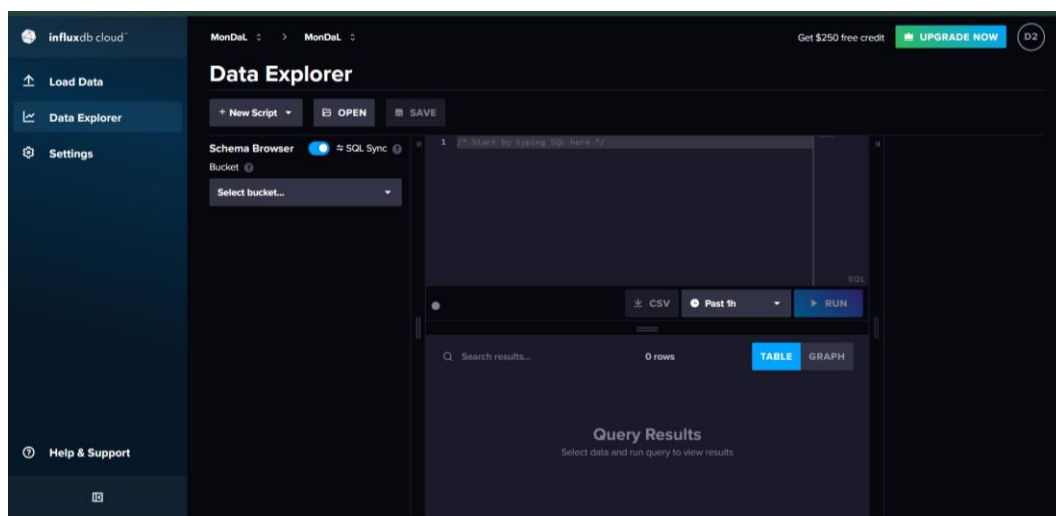 influxdb cloud™
MonDaL > MonDaL
Get $250 free credit
UPGRADE NOW
D2
Load Data
Data Explorer
Settings
Help & Support
Data Explorer
+ New Script
OPEN
SAVE
Schema Browser
SQL Sync
Bucket
Select bucket...
1 /* Start by typing SQL here */
SQL
CSV
Past 1h
RUN
Search results...
0 rows
TABLE
GRAPH
Query Results
Select data and run query to view results